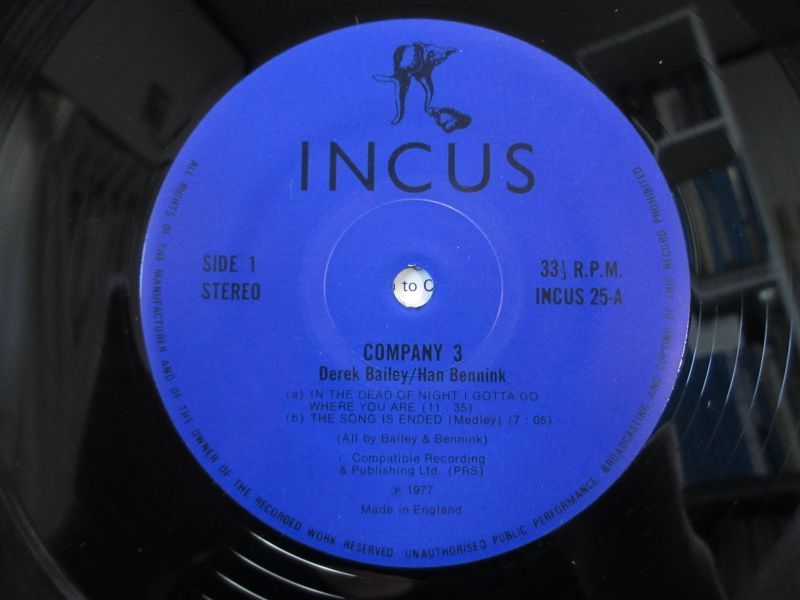 INCUS
SIDE 1
STEREO
33⅓ R.P.M.
INCUS 25-A
to C
COMPANY 3
Derek Bailey/Han Bennink
(a) IN THE DEAD OF NIGHT I GOTTA GO
WHERE YOU ARE (11 : 35)
(b) THE SONG IS ENDED (Medley) (7 : 05)
(All by Bailey & Bennink)
Compatible Recording
& Publishing Ltd. (PRS)
℗ 1977
Made in England
ALL RIGHTS OF THE MANUFACTURER AND OF THE OWNER OF THE RECORDED WORK RESERVED. UNAUTHORISED PUBLIC PERFORMANCE, BROADCASTING AND COPYING OF THIS RECORD PROHIBITED